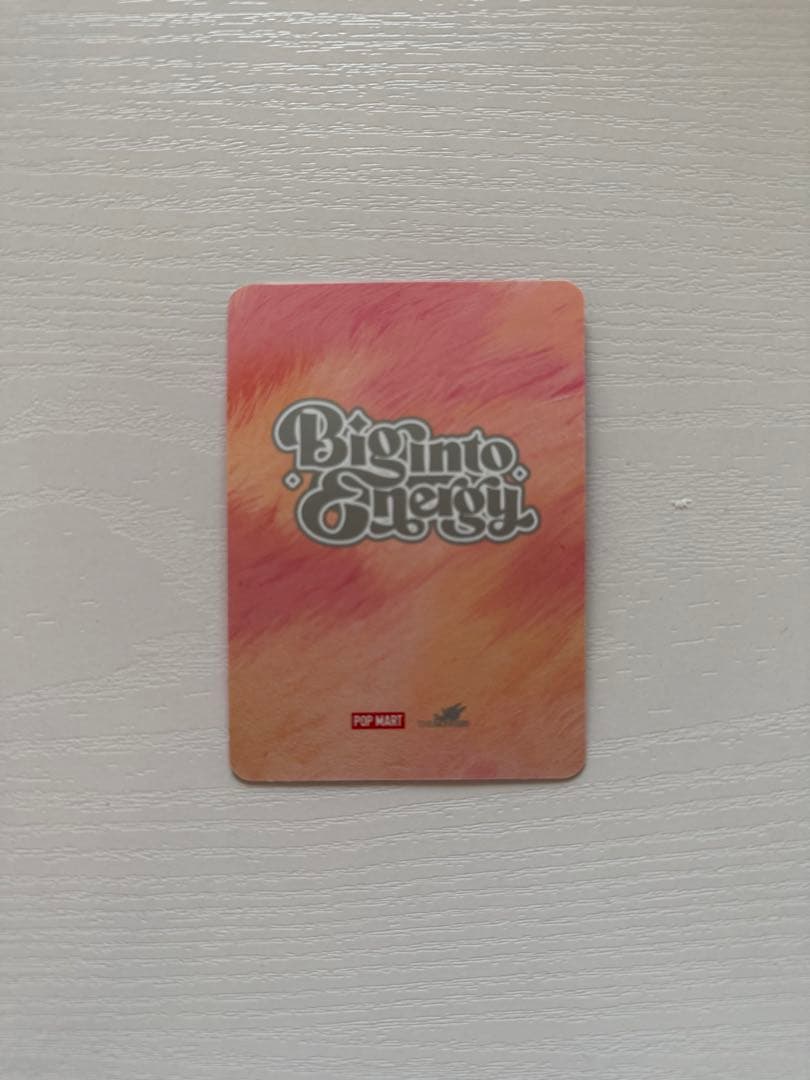 Big into
Energy
POP MART